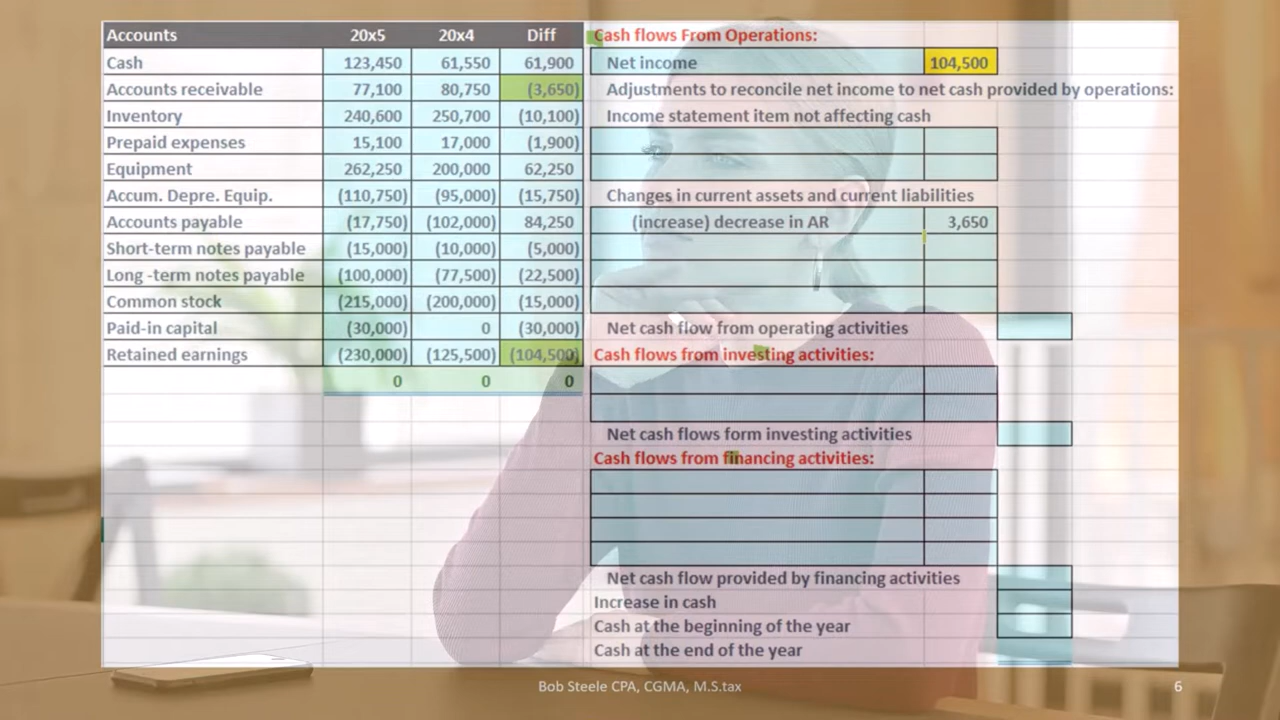 Accounts 20x5 20x4 Diff
Cash 123,450 61,550 61,900
Accounts receivable 77,100 80,750 (3,650)
Inventory 240,600 250,700 (10,100)
Prepaid expenses 15,100 17,000 (1,900)
Equipment 262,250 200,000 62,250
Accum. Depre. Equip. (110,750) (95,000) (15,750)
Accounts payable (17,750) (102,000) 84,250
Short-term notes payable (15,000) (10,000) (5,000)
Long -term notes payable (100,000) (77,500) (22,500)
Common stock (215,000) (200,000) (15,000)
Paid-in capital (30,000) 0 (30,000)
Retained earnings (230,000) (125,500) (104,500)
0 0 0
Cash flows From Operations:
Net income 104,500
Adjustments to reconcile net income to net cash provided by operations:
Income statement item not affecting cash
Changes in current assets and current liabilities
(increase) decrease in AR 3,650
Net cash flow from operating activities
Cash flows from investing activities:
Net cash flows form investing activities
Cash flows from financing activities:
Net cash flow provided by financing activities
Increase in cash
Cash at the beginning of the year
Cash at the end of the year
Bob Steele CPA, CGMA, M.S.tax
6